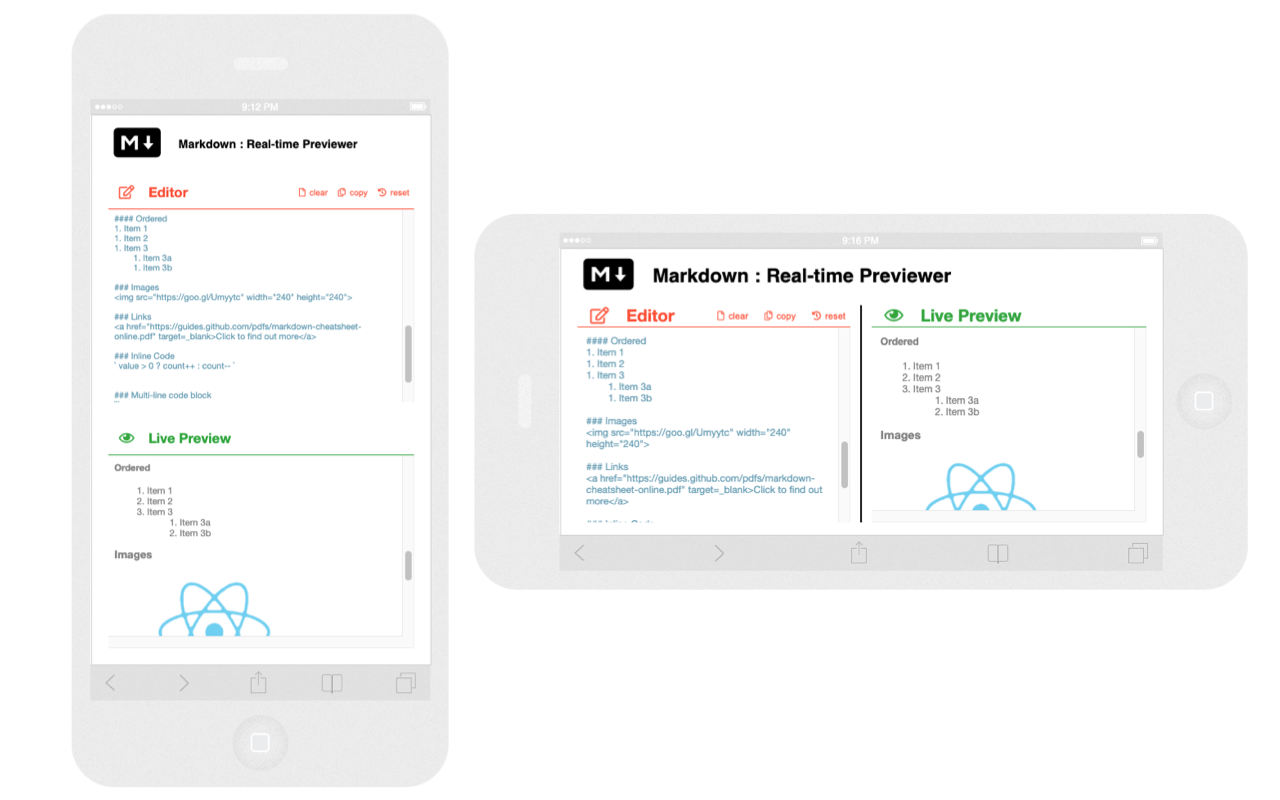 9:12 PM
M
Markdown : Real-time Previewer
Editor
clear
copy
reset
#### Ordered
1. Item 1
1. Item 2
1. Item 3
1. Item 3a
1. Item 3b
### Images
<img src="https://goo.gl/Umyytc" width="240" height="240">
### Links
<a href="https://guides.github.com/pdfs/markdown-cheatsheet-
online.pdf" target=_blank>Click to find out more</a>
### Inline Code
` value > 0 ? count++ : count-- `
### Multi-line code block
Live Preview
Ordered
1. Item 1
2. Item 2
3. Item 3
1. Item 3a
2. Item 3b
Images
9:16 PM
M
Markdown : Real-time Previewer
Editor
clear
copy
reset
#### Ordered
1. Item 1
1. Item 2
1. Item 3
1. Item 3a
1. Item 3b
### Images
<img src="https://goo.gl/Umyytc" width="240"
height="240">
### Links
<a href="https://guides.github.com/pdfs/markdown-
cheatsheet-online.pdf" target=_blank>Click to find out
more</a>
### Inline Code
Live Preview
Ordered
1. Item 1
2. Item 2
3. Item 3
1. Item 3a
2. Item 3b
Images